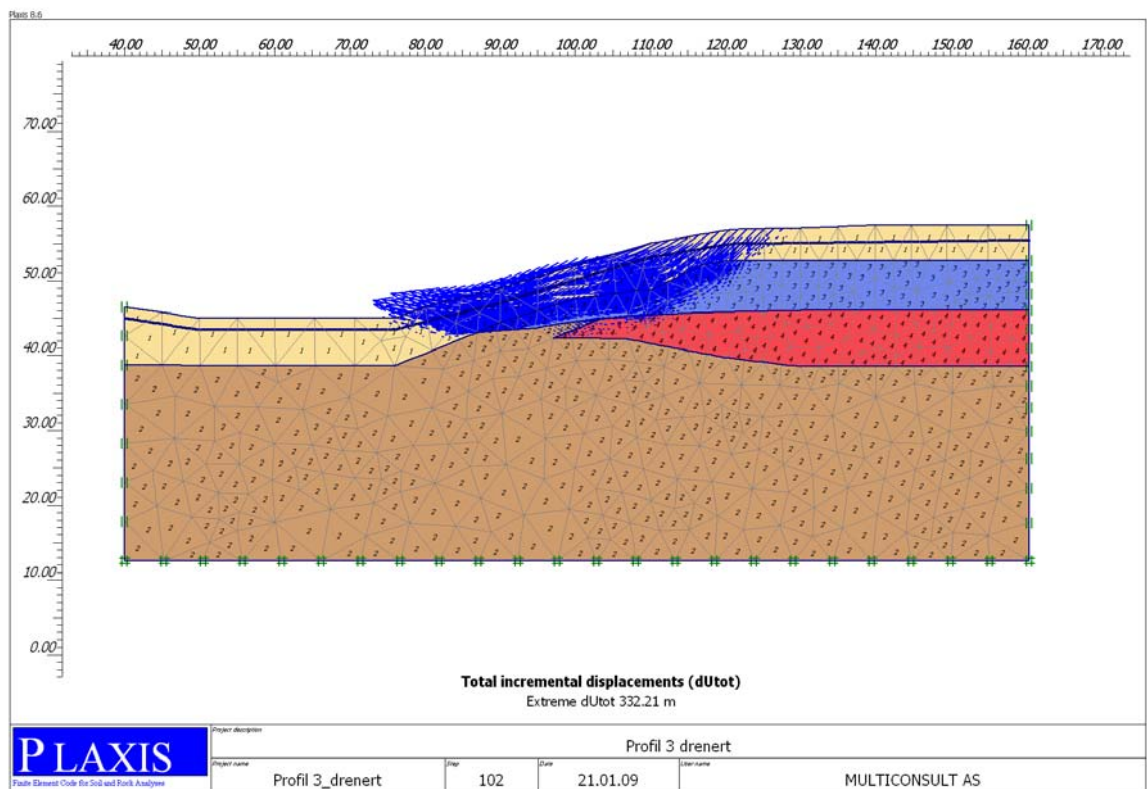 Plaxis 8.6
40.00 50.00 60.00 70.00 80.00 90.00 100.00 110.00 120.00 130.00 140.00 150.00 160.00 170.00
70.00
60.00
50.00
40.00
30.00
20.00
10.00
0.00
Total incremental displacements (dUtot)
Extreme dUtot 332.21 m
PLAXIS
Finite Element Code for Soil and Rock Analyses
Project description
Profil 3 drenert
Project name
Profil 3_drenert
Step
102
Date
21.01.09
User name
MULTICONSULT AS